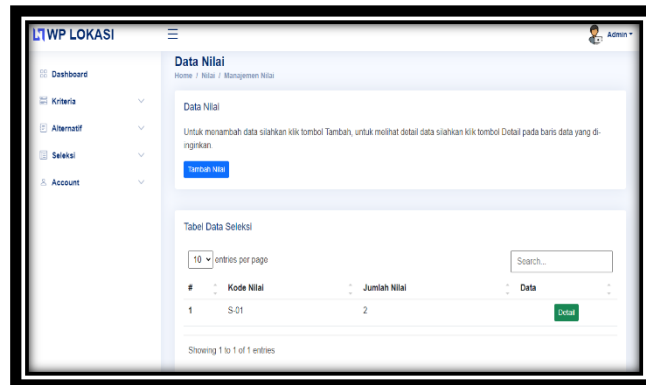 WP LOKASI
Admin
Dashboard
Kriteria
Alternatif
Seleksi
Account
Data Nilai
Home / Nilai / Manajemen Nilai
Data Nilai
Untuk menambah data silahkan klik tombol Tambah, untuk melihat detail data silahkan klik tombol Detail pada baris data yang di-
inginkan.
Tambah Nilai
Tabel Data Seleksi
10 entries per page
Search...
# Kode Nilai Jumlah Nilai Data
1 S-01 2 Detail
Showing 1 to 1 of 1 entries